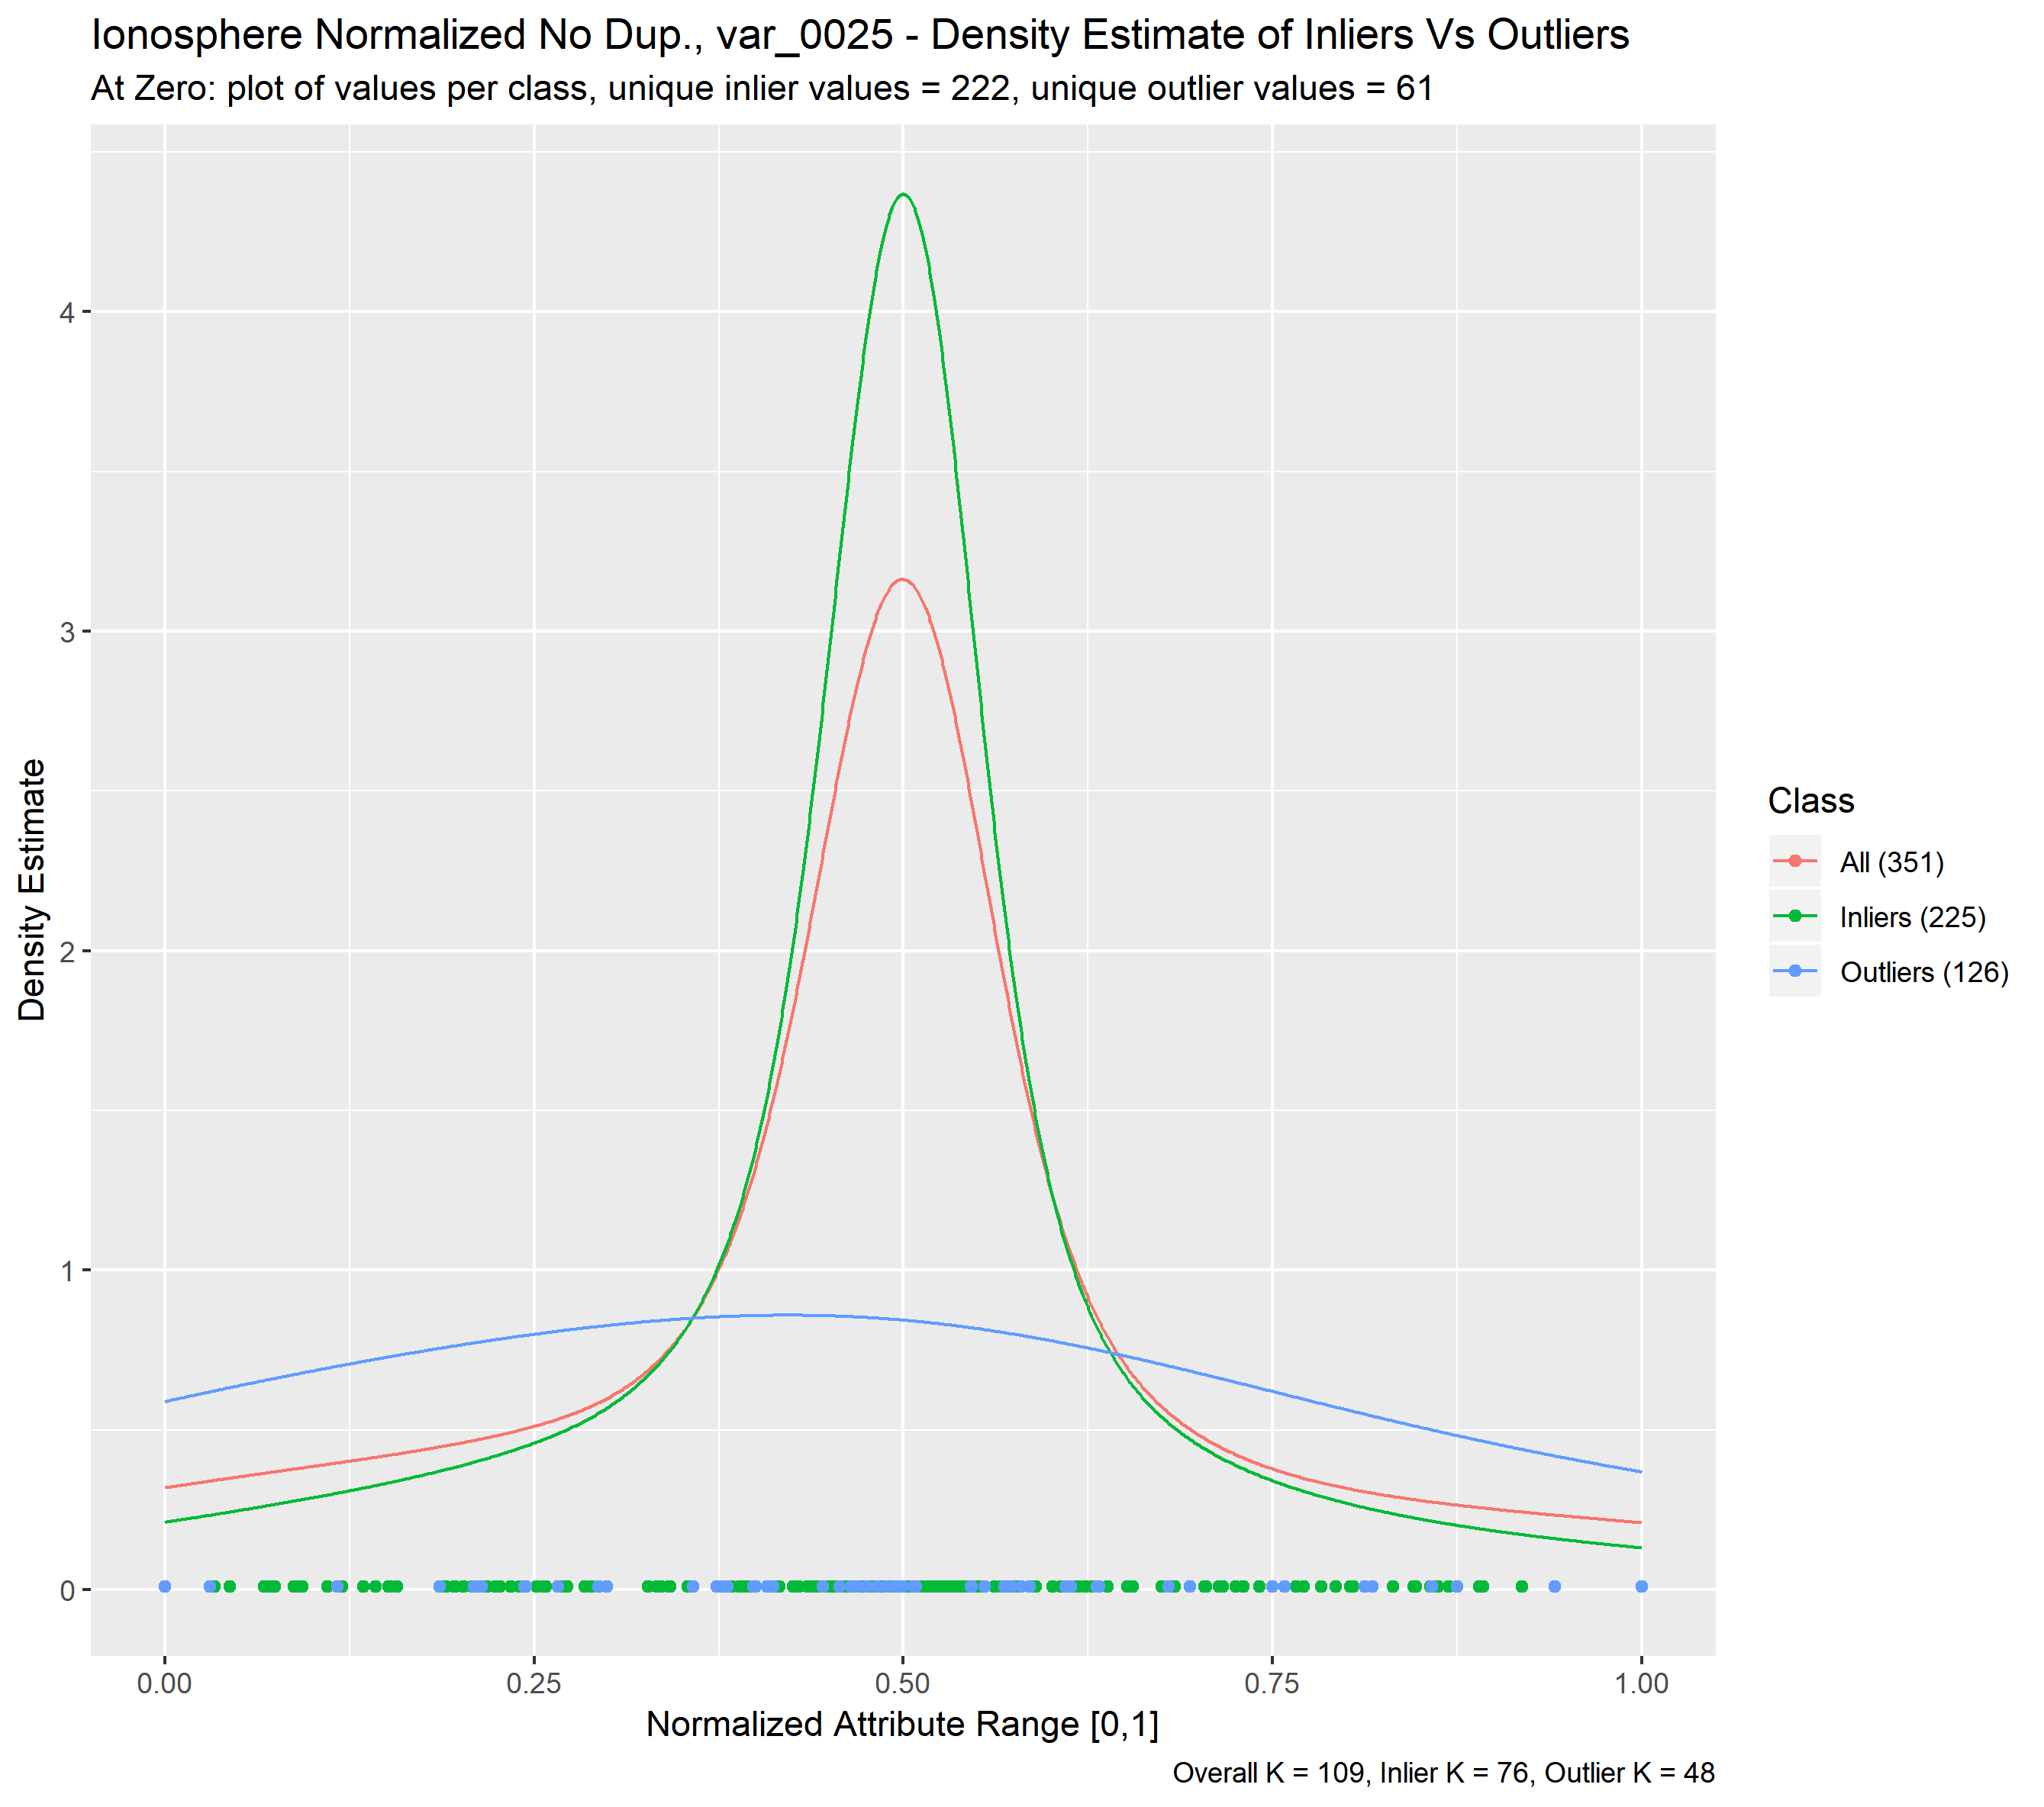 Ionosphere Normalized No Dup., var_0025 - Density Estimate of Inliers Vs Outliers
At Zero: plot of values per class, unique inlier values = 222, unique outlier values = 61
4
3
2
1
0
Density Estimate
0.00 0.25 0.50 0.75 1.00
Normalized Attribute Range [0,1]
Class
All (351)
Inliers (225)
Outliers (126)
Overall K = 109, Inlier K = 76, Outlier K = 48